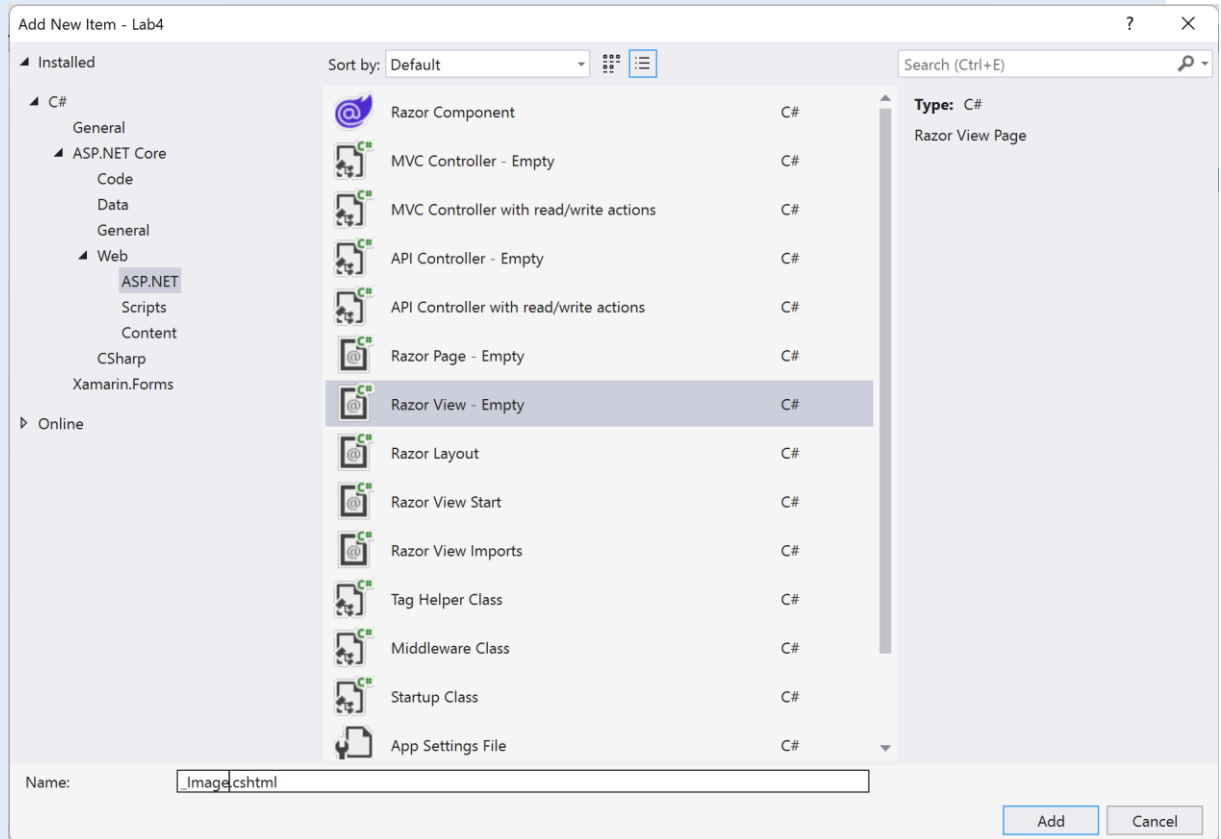 Add New Item - Lab4
?
Installed
Sort by: Default
Search (Ctrl+E)
C#
General
ASP.NET Core
Code
Data
General
Web
ASP.NET
Scripts
Content
CSharp
Xamarin.Forms
Online
Razor Component C#
MVC Controller - Empty C#
MVC Controller with read/write actions C#
API Controller - Empty C#
API Controller with read/write actions C#
Razor Page - Empty C#
Razor View - Empty C#
Razor Layout C#
Razor View Start C#
Razor View Imports C#
Tag Helper Class C#
Middleware Class C#
Startup Class C#
App Settings File C#
Type: C#
Razor View Page
Name: _Image.cshtml
Add Cancel